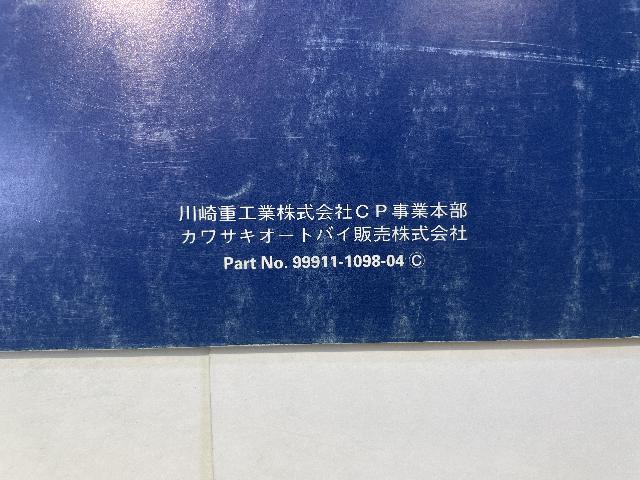 川崎重工業株式会社ＣＰ事業本部
カワサキオートバイ販売株式会社
Part No. 99911-1098-04 ©